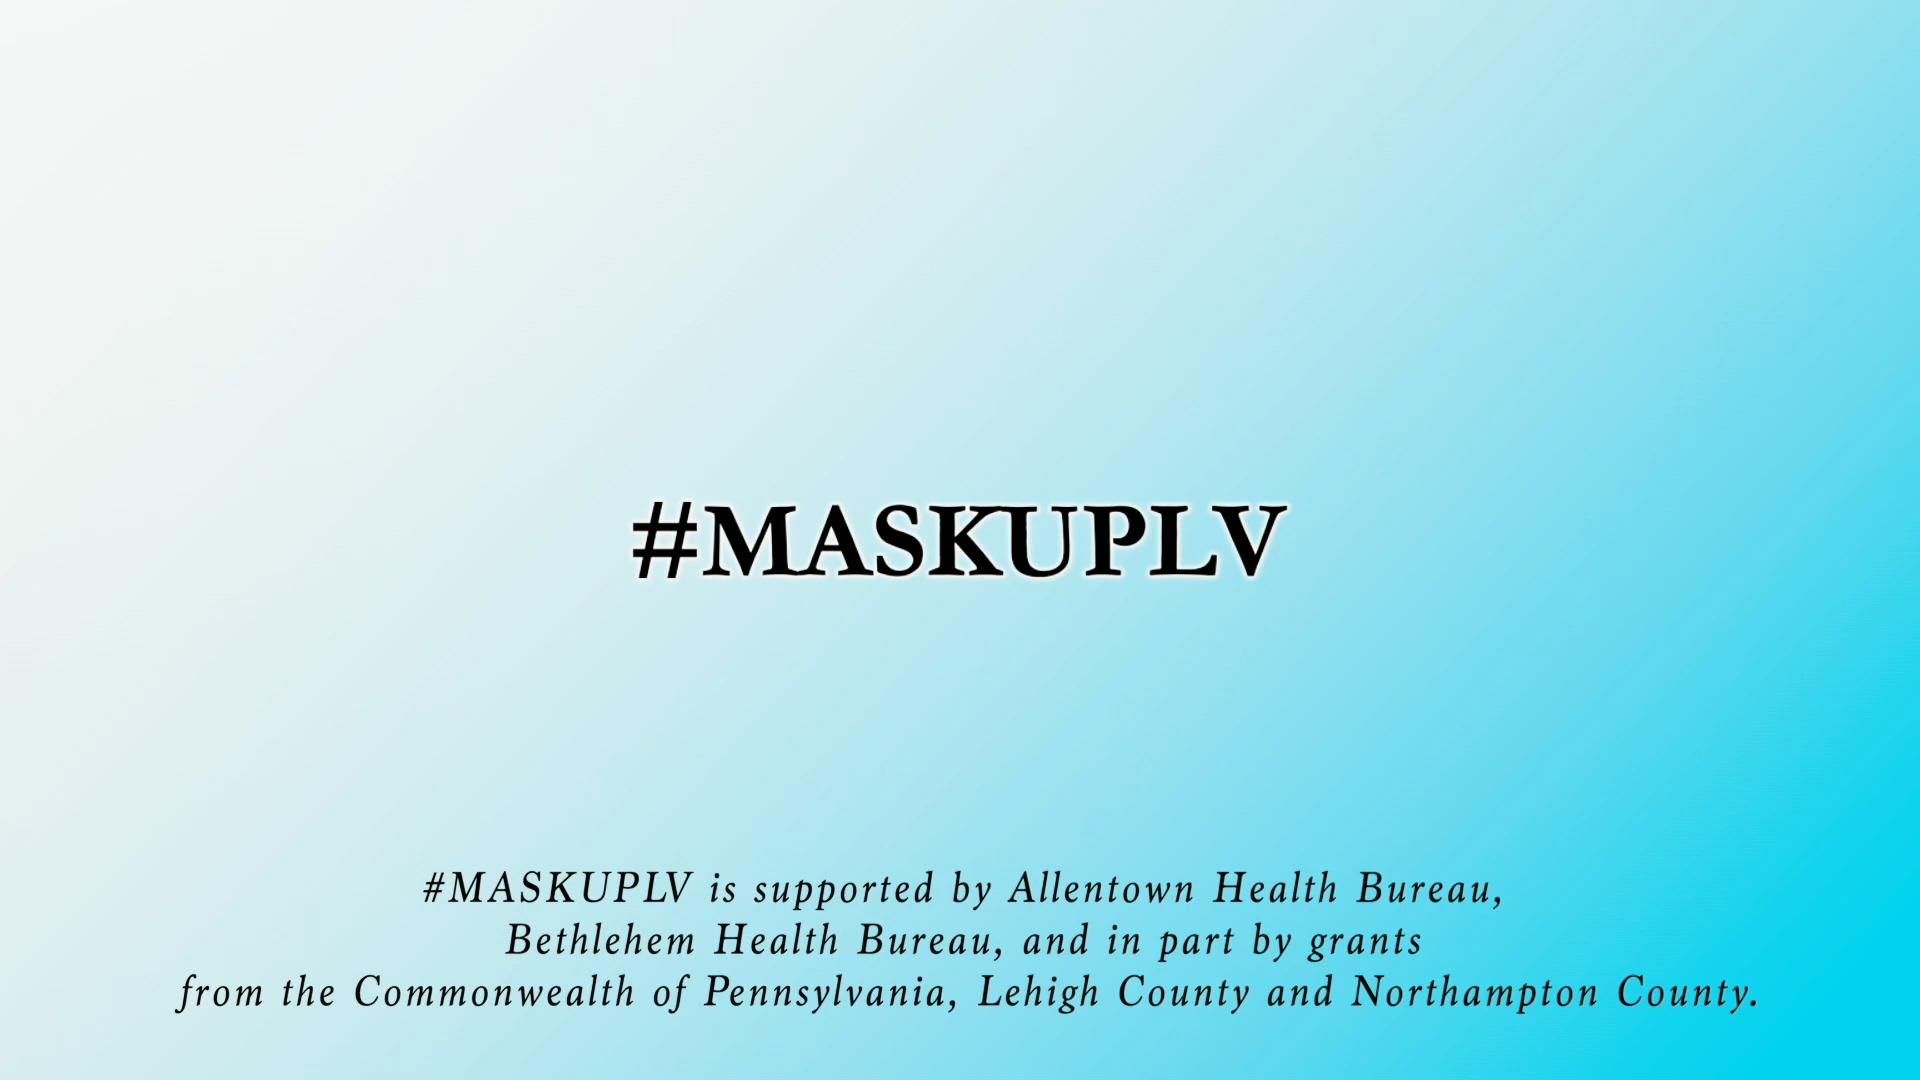 #MASKUPLV
#MASKUPLV is supported by Allentown Health Bureau,
Bethlehem Health Bureau, and in part by grants
from the Commonwealth of Pennsylvania, Lehigh County and Northampton County.